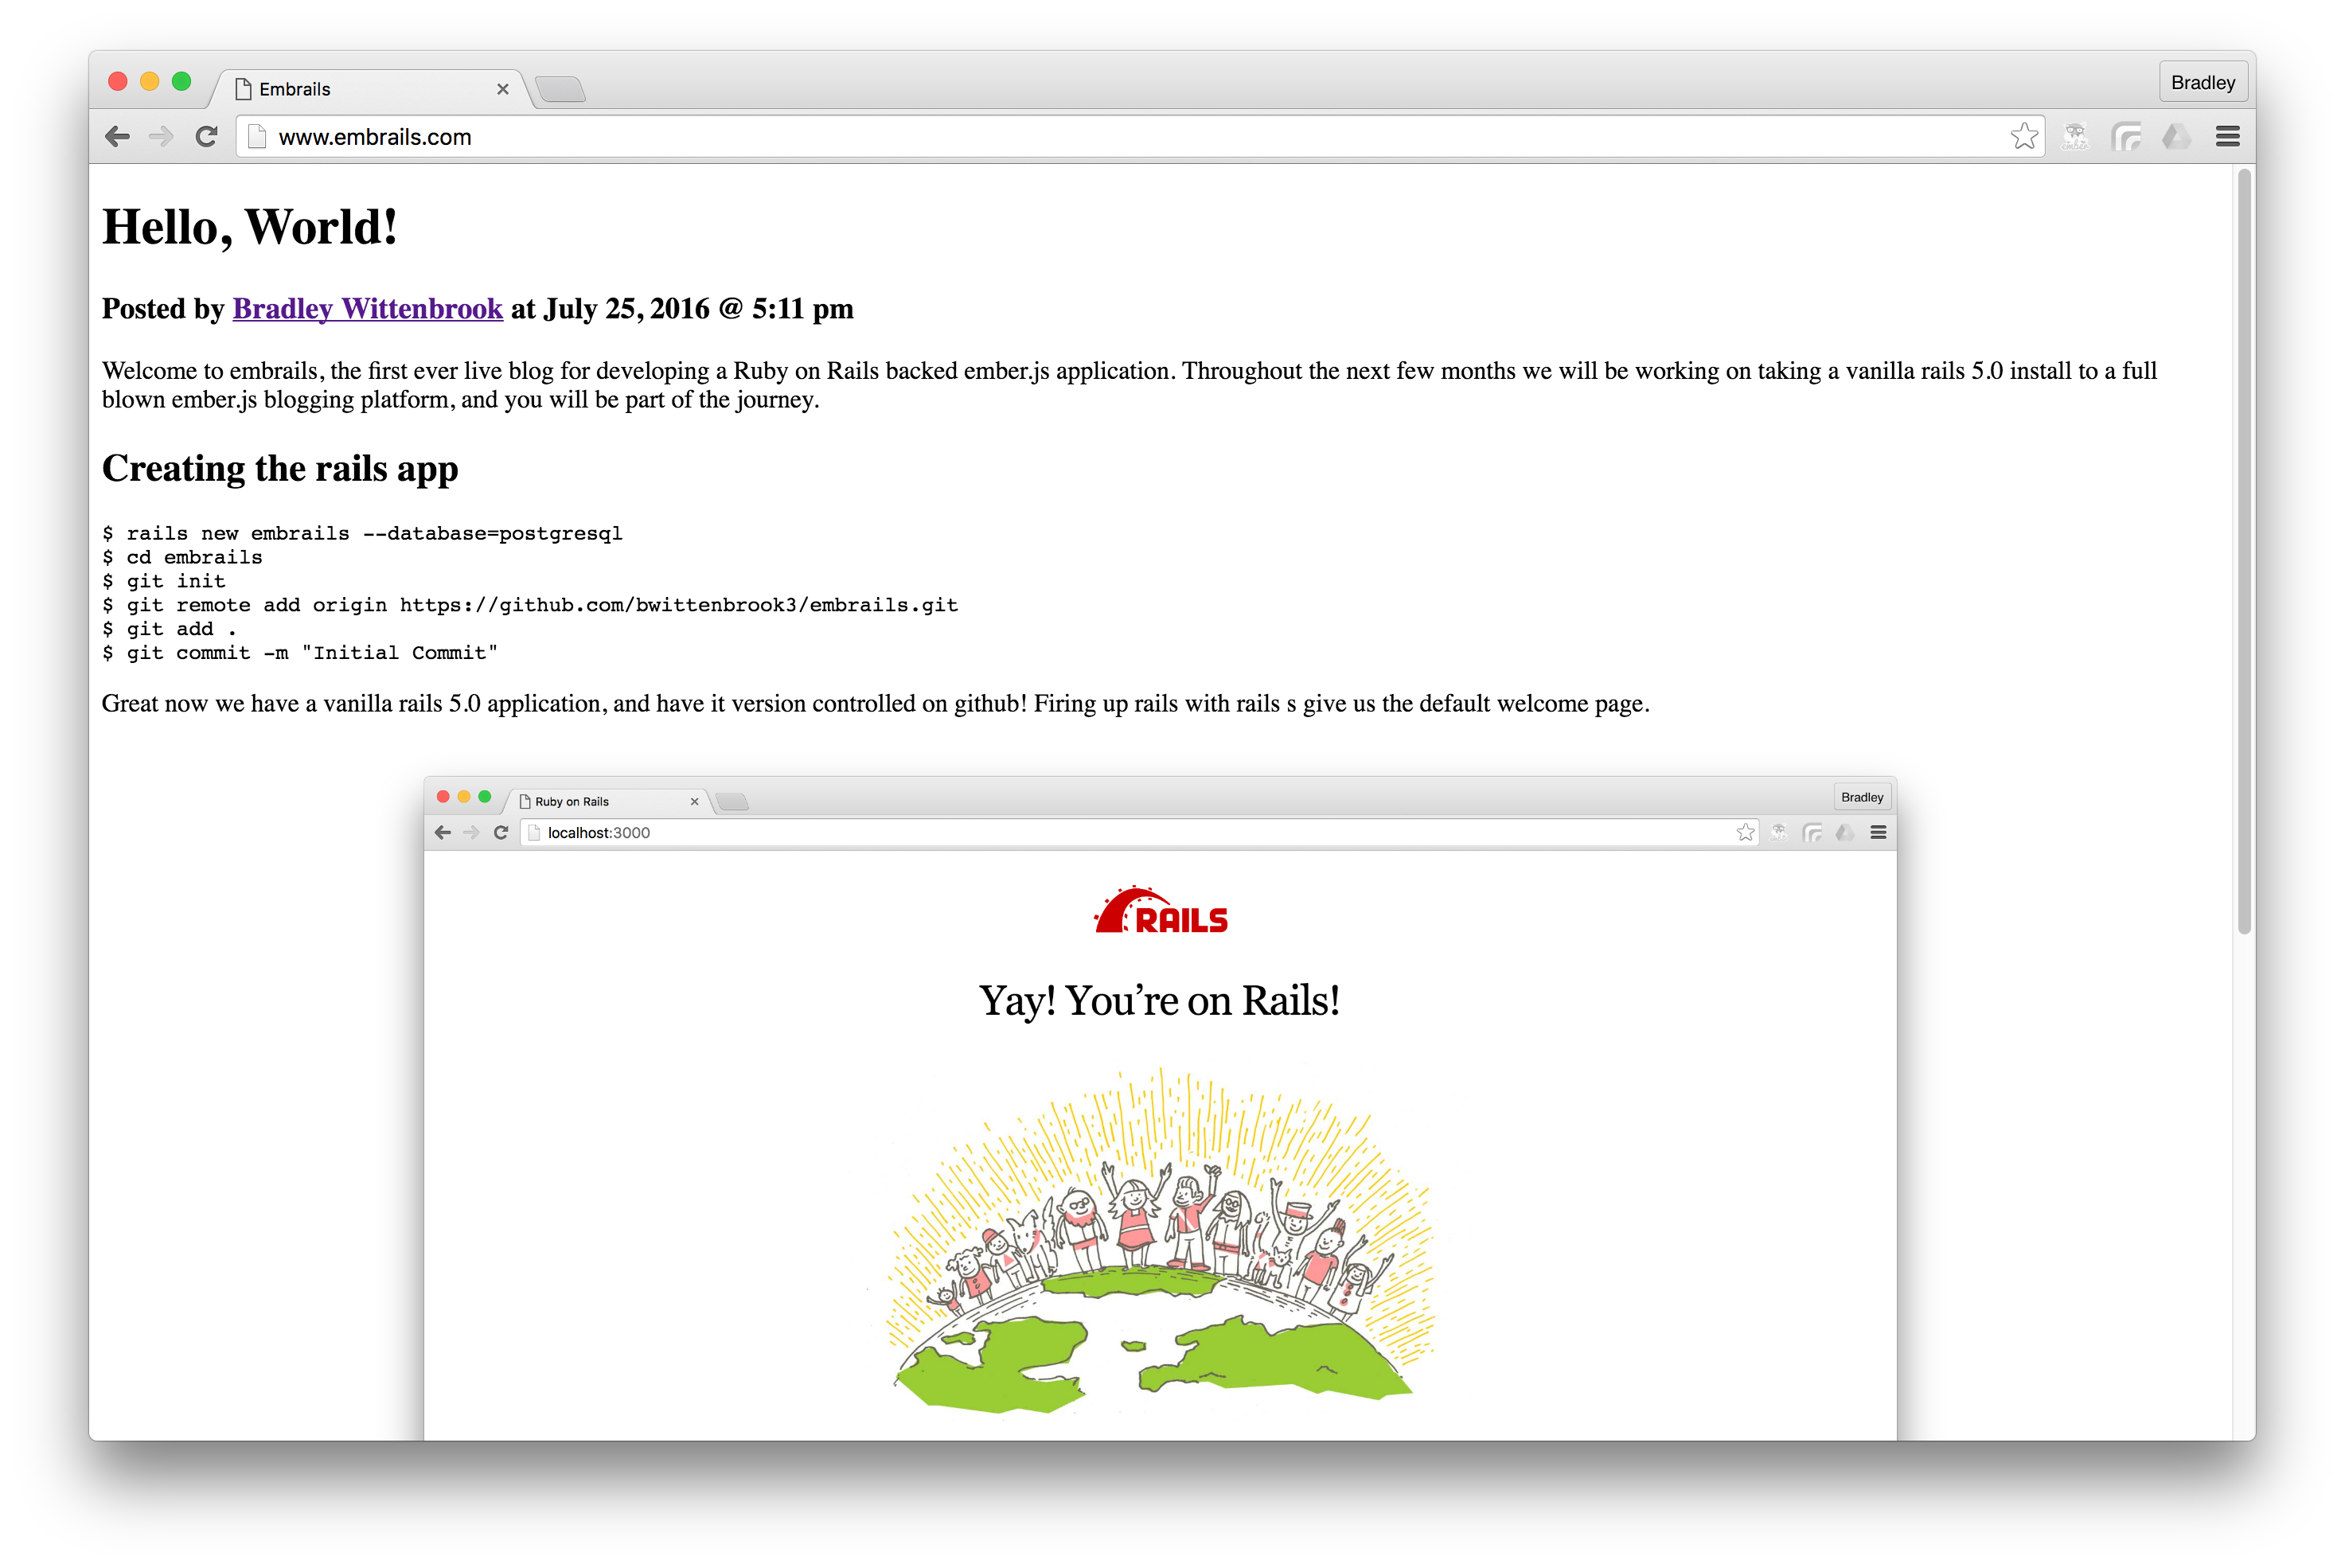 Embrails
Bradley
www.embrails.com
Hello, World!
Posted by Bradley Wittenbrook at July 25, 2016 @ 5:11 pm
Welcome to embrails, the first ever live blog for developing a Ruby on Rails backed ember.js application. Throughout the next few months we will be working on taking a vanilla rails 5.0 install to a full
blown ember.js blogging platform, and you will be part of the journey.
Creating the rails app
$ rails new embrails --database=postgresql
$ cd embrails
$ git init
$ git remote add origin https://github.com/bwittenbrook3/embrails.git
$ git add .
$ git commit -m "Initial Commit"
Great now we have a vanilla rails 5.0 application, and have it version controlled on github! Firing up rails with rails s give us the default welcome page.
Ruby on Rails
Bradley
localhost:3000
RAILS
Yay! You’re on Rails!